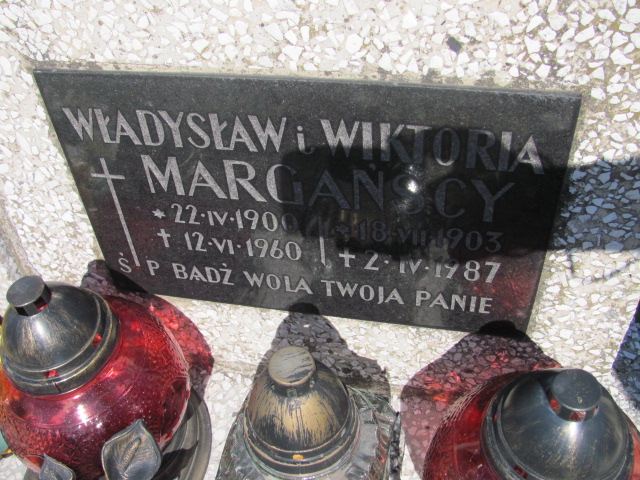 WŁADYSŁAW i WIKTORIA
MARGAŃSCY
* 22·IV·1900 * 18·VII·1903
† 12·VI·1960 † 2·IV·1987
Ś P BĄDŹ WOLA TWOJA PANIE